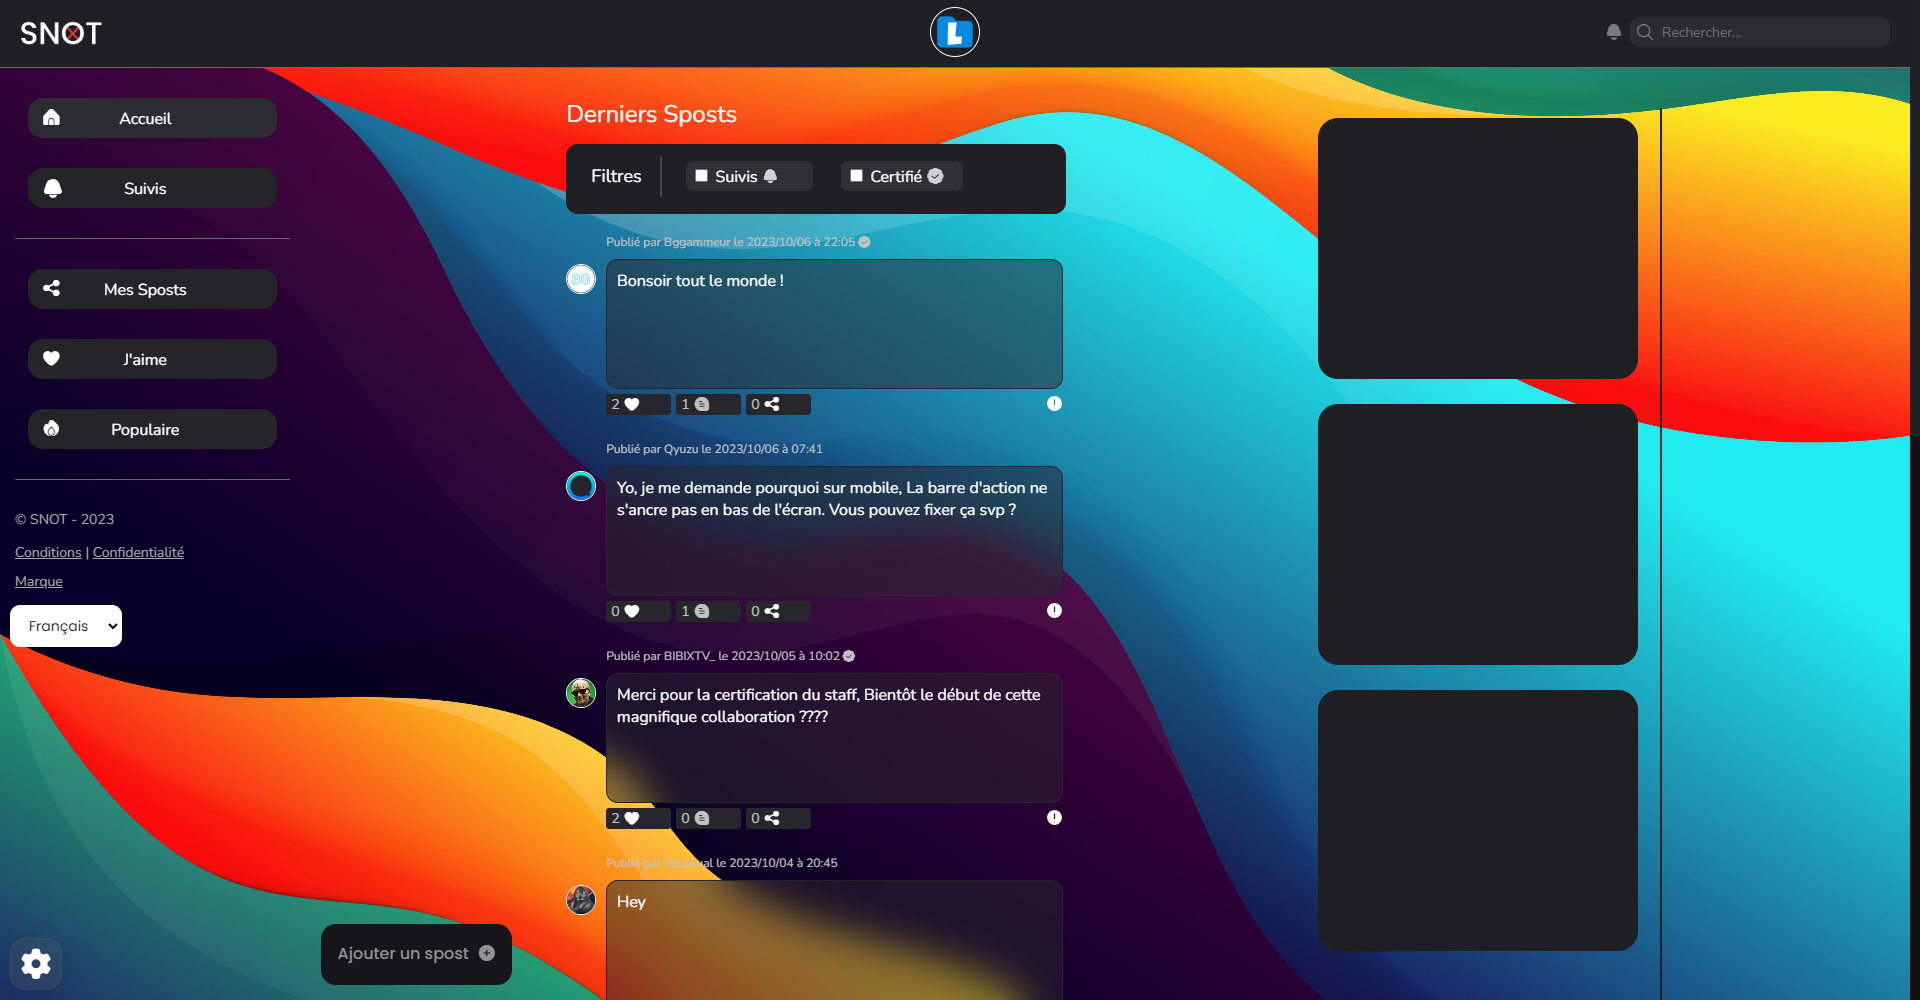 SNOT
L
Rechercher...
Accueil
Suivis
Mes Sposts
J'aime
Populaire
© SNOT - 2023
Conditions | Confidentialité
Marque
Français
Derniers Sposts
Filtres
Suivis
Certifié
Publié par Bggammeur le 2023/10/06 à 22:05
BG
Bonsoir tout le monde !
2
1
0
Publié par Qyuzu le 2023/10/06 à 07:41
Yo, je me demande pourquoi sur mobile, La barre d'action ne
s'ancre pas en bas de l'écran. Vous pouvez fixer ça svp ?
0
1
0
Publié par BIBIXTV_ le 2023/10/05 à 10:02
Merci pour la certification du staff, Bientôt le début de cette
magnifique collaboration ????
2
0
0
Publié par le 2023/10/04 à 20:45
Hey
Ajouter un spost